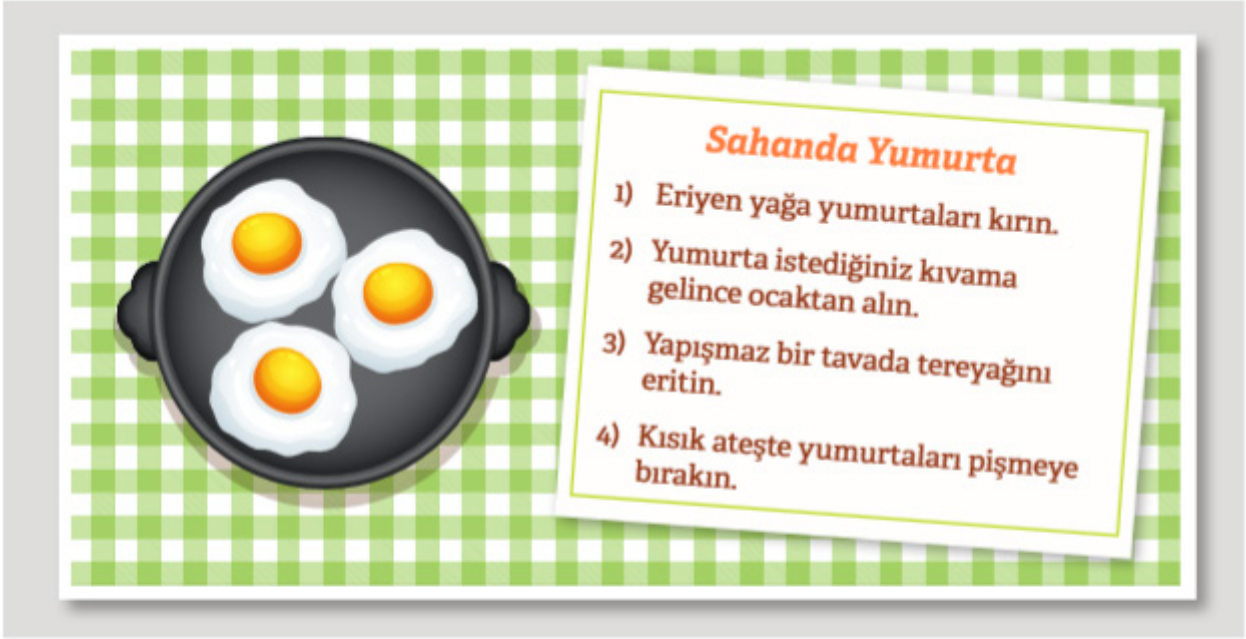 Sahanda Yumurta
1) Eriyen yağa yumurtaları kırın.
2) Yumurta istediğiniz kıvama
gelince ocaktan alın.
3) Yapışmaz bir tavada tereyağını
eritin.
4) Kısık ateşte yumurtaları pişmeye
bırakın.